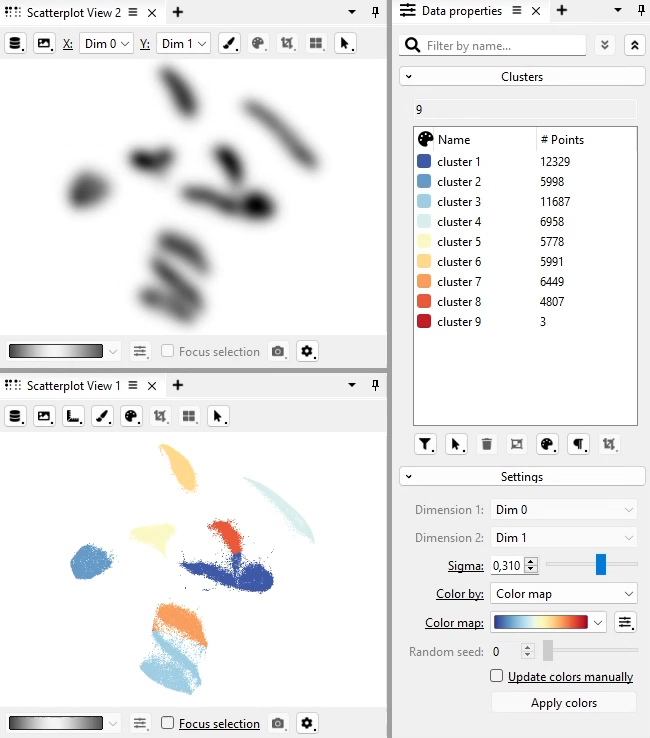 Scatterplot View 2
X: Dim 0 Y: Dim 1
Focus selection
Scatterplot View 1
Focus selection
Data properties
Filter by name...
Clusters
9
Name # Points
cluster 1 12329
cluster 2 5998
cluster 3 11687
cluster 4 6958
cluster 5 5778
cluster 6 5991
cluster 7 6449
cluster 8 4807
cluster 9 3
Settings
Dimension 1: Dim 0
Dimension 2: Dim 1
Sigma: 0,310
Color by: Color map
Color map:
Random seed: 0
Update colors manually
Apply colors